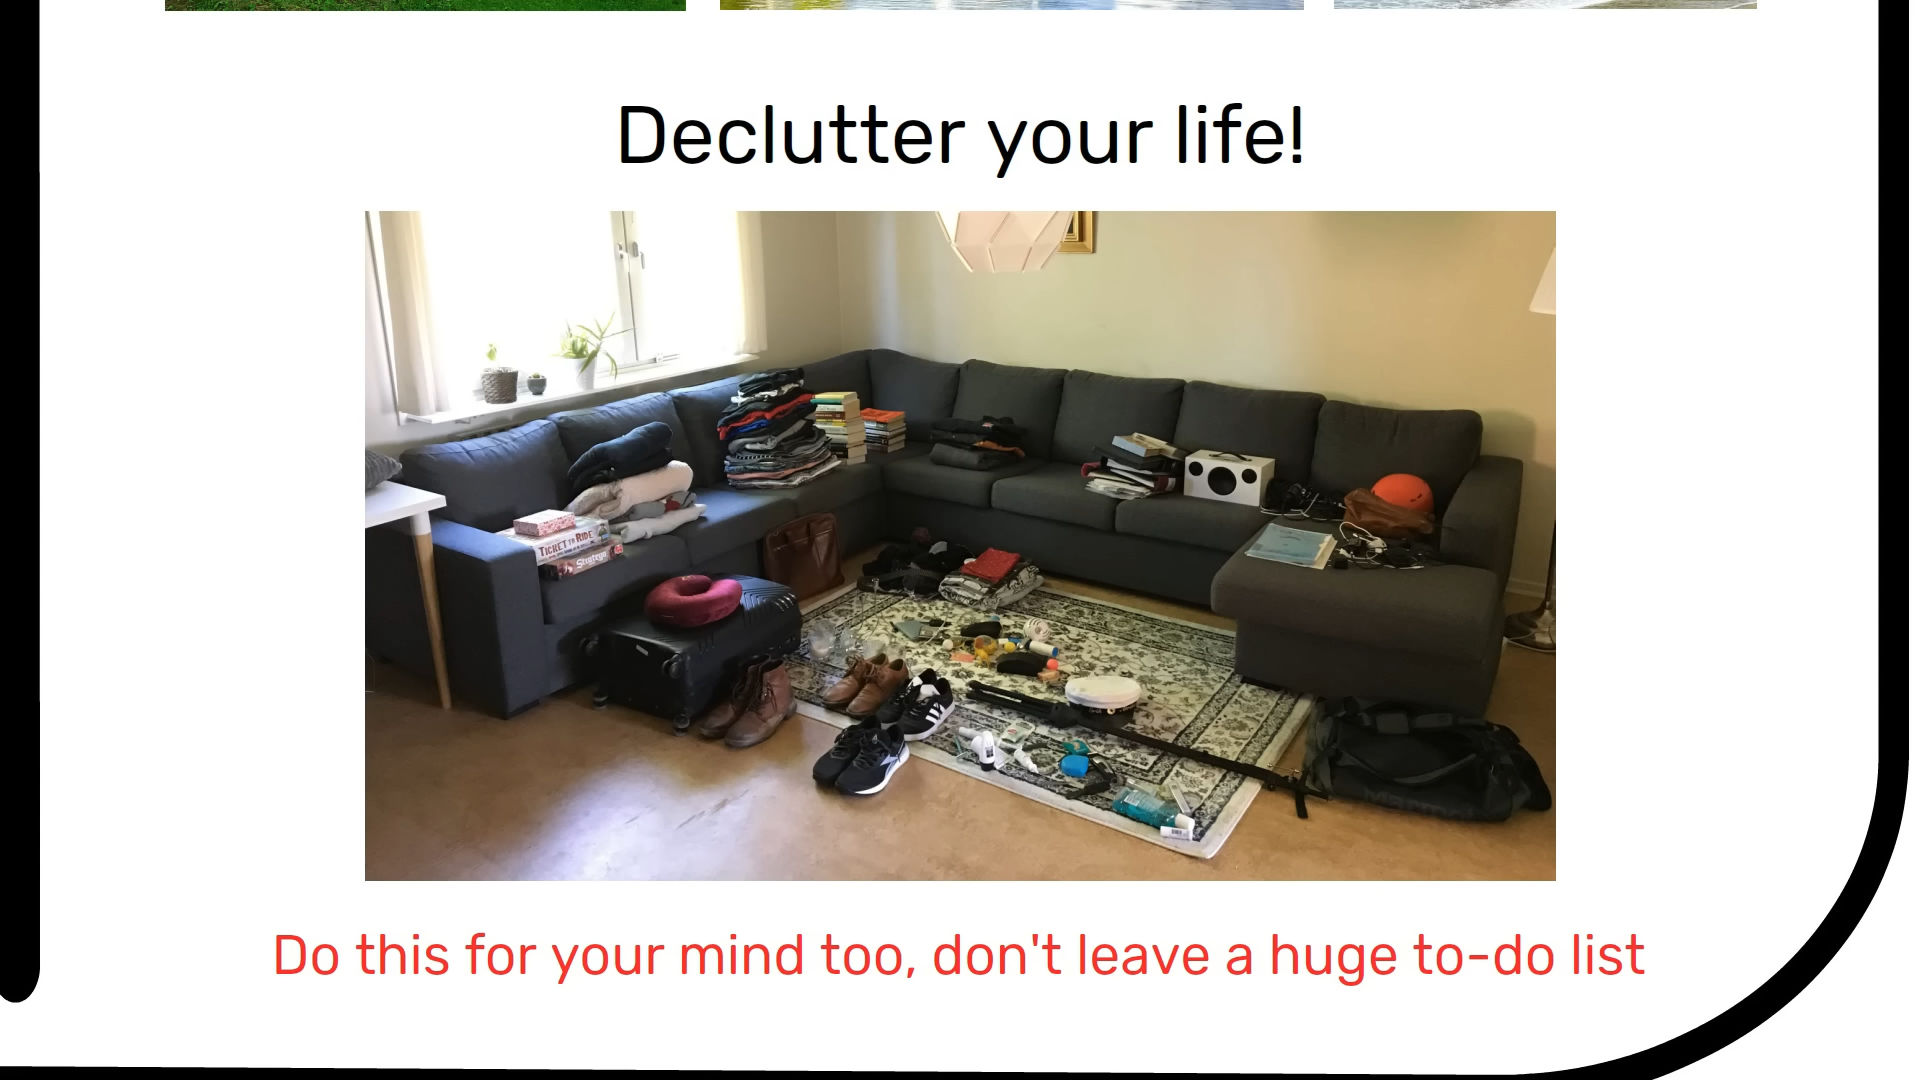 Declutter your life!
TICKET TO RIDE
Stratego
Do this for your mind too, don't leave a huge to-do list